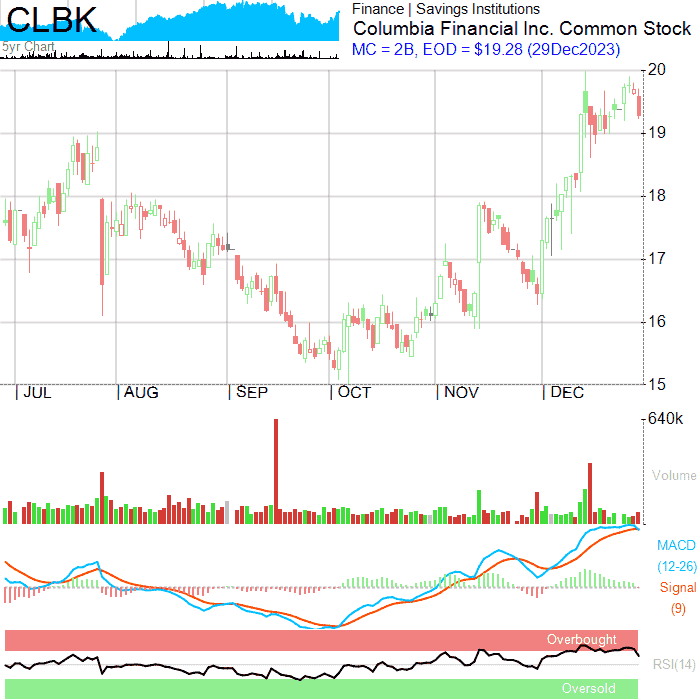 CLBK
5yr Chart
Finance | Savings Institutions
Columbia Financial Inc. Common Stock
MC = 2B, EOD = $19.28 (29Dec2023)
20
19
18
17
16
15
JUL AUG SEP OCT NOV DEC
640k
Volume
MACD
(12-26)
Signal
(9)
Overbought
RSI(14)
Oversold